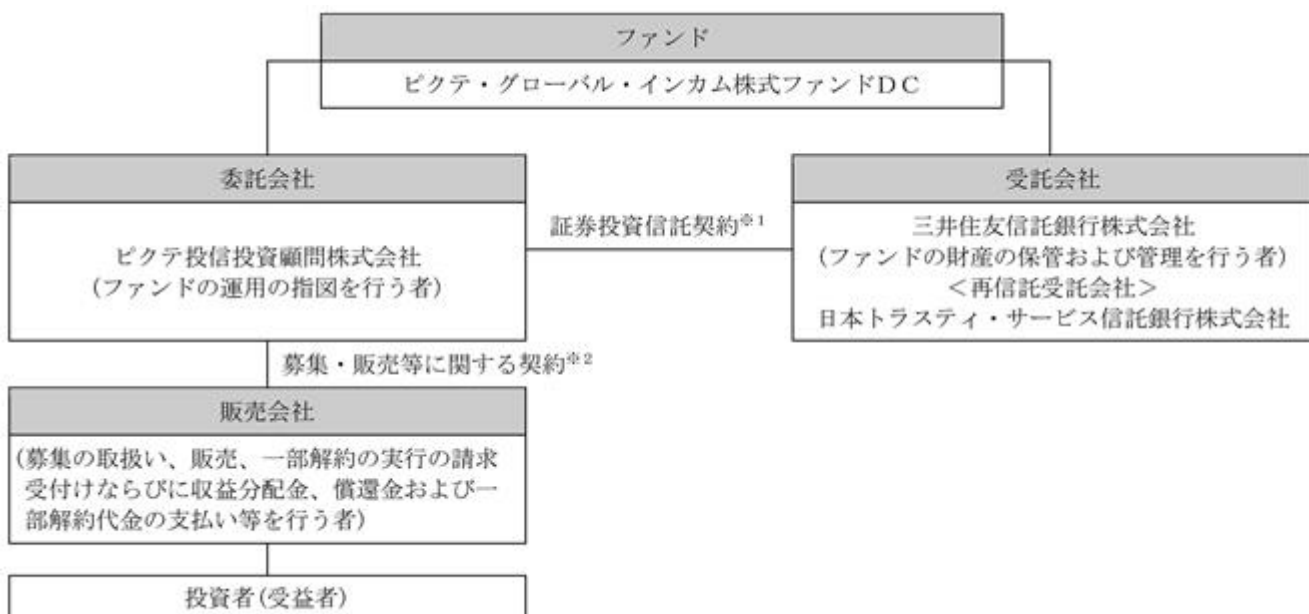 ファンド
ピクテ・グローバル・インカム株式ファンドＤＣ
委託会社
ピクテ投信投資顧問株式会社
(ファンドの運用の指図を行う者)
証券投資信託契約※1
受託会社
三井住友信託銀行株式会社
(ファンドの財産の保管および管理を行う者)
＜再信託受託会社＞
日本トラスティ・サービス信託銀行株式会社
募集・販売等に関する契約※2
販売会社
(募集の取扱い、販売、一部解約の実行の請求
受付けならびに収益分配金、償還金および一
部解約代金の支払い等を行う者)
投資者(受益者)